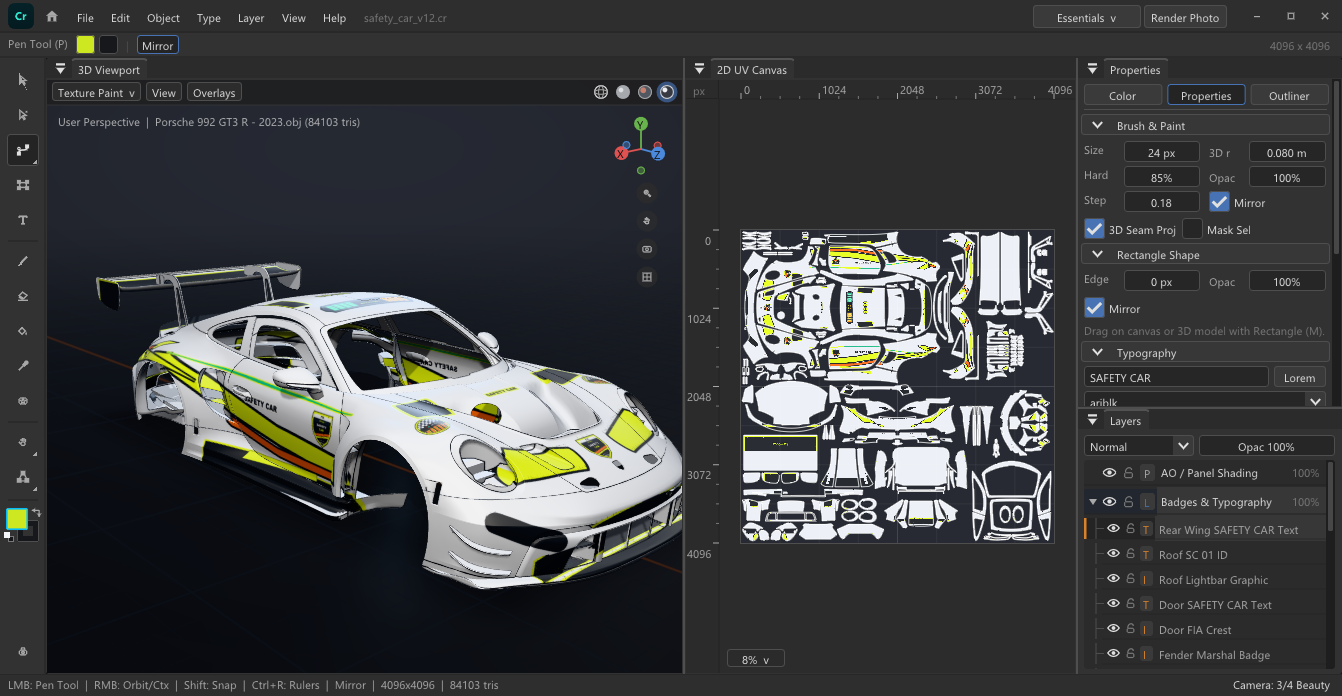 Cr File Edit Object Type Layer View Help safety_car_v12.cr Essentials v Render Photo
Pen Tool (P) | Mirror 4096 x 4096
3D Viewport 2D UV Canvas Properties
Texture Paint v View Overlays px 0 1024 2048 3072 4096 Color Properties Outliner
User Perspective | Porsche 992 GT3 R - 2023.obj (84103 tris)
Brush & Paint
Size 24 px 3D r 0.080 m
Hard 85% Opac 100%
Step 0.18 Mirror
3D Seam Proj Mask Sel
Rectangle Shape
Edge 0 px Opac 100%
Mirror
Drag on canvas or 3D model with Rectangle (M).
Typography
SAFETY CAR Lorem
ariblk
Y
X Z
T
0
1024
2048
3072
4096
SAFETY CAR
SAFETY CAR
Layers
Normal Opac 100%
P AO / Panel Shading 100%
L Badges & Typography 100%
T Rear Wing SAFETY CAR Text
T Roof SC 01 ID
I Roof Lightbar Graphic
T Door SAFETY CAR Text
I Door FIA Crest
I Fender Marshal Badge
8% v
LMB: Pen Tool | RMB: Orbit/Ctx | Shift: Snap | Ctrl+R: Rulers | Mirror | 4096x4096 | 84103 tris Camera: 3/4 Beauty